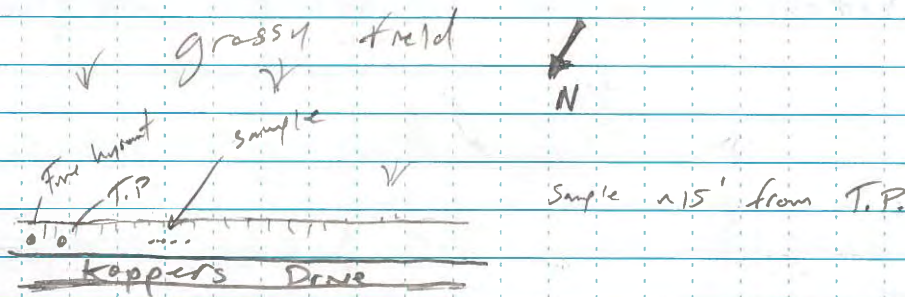 grassy field
N
Fire hydrant
sample
T.P.
Sample ~15' from T.P.
Koppers Drive